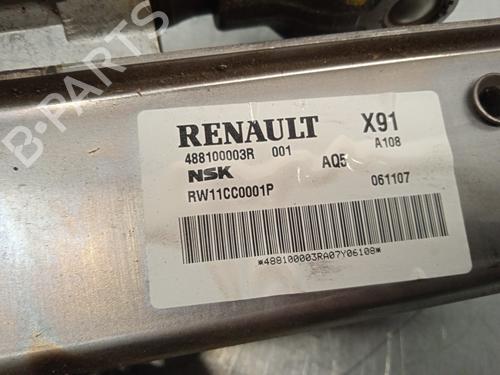 B-PARTS
RENAULT X91
488100003R 001 A108
NSK AQ5
RW11CC0001P 061107
*488100003RA07Y06108*